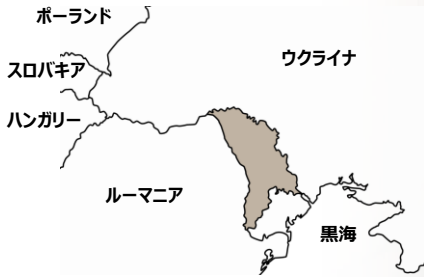 ポーランド
ウクライナ
スロバキア
ハンガリー
ルーマニア
黒海